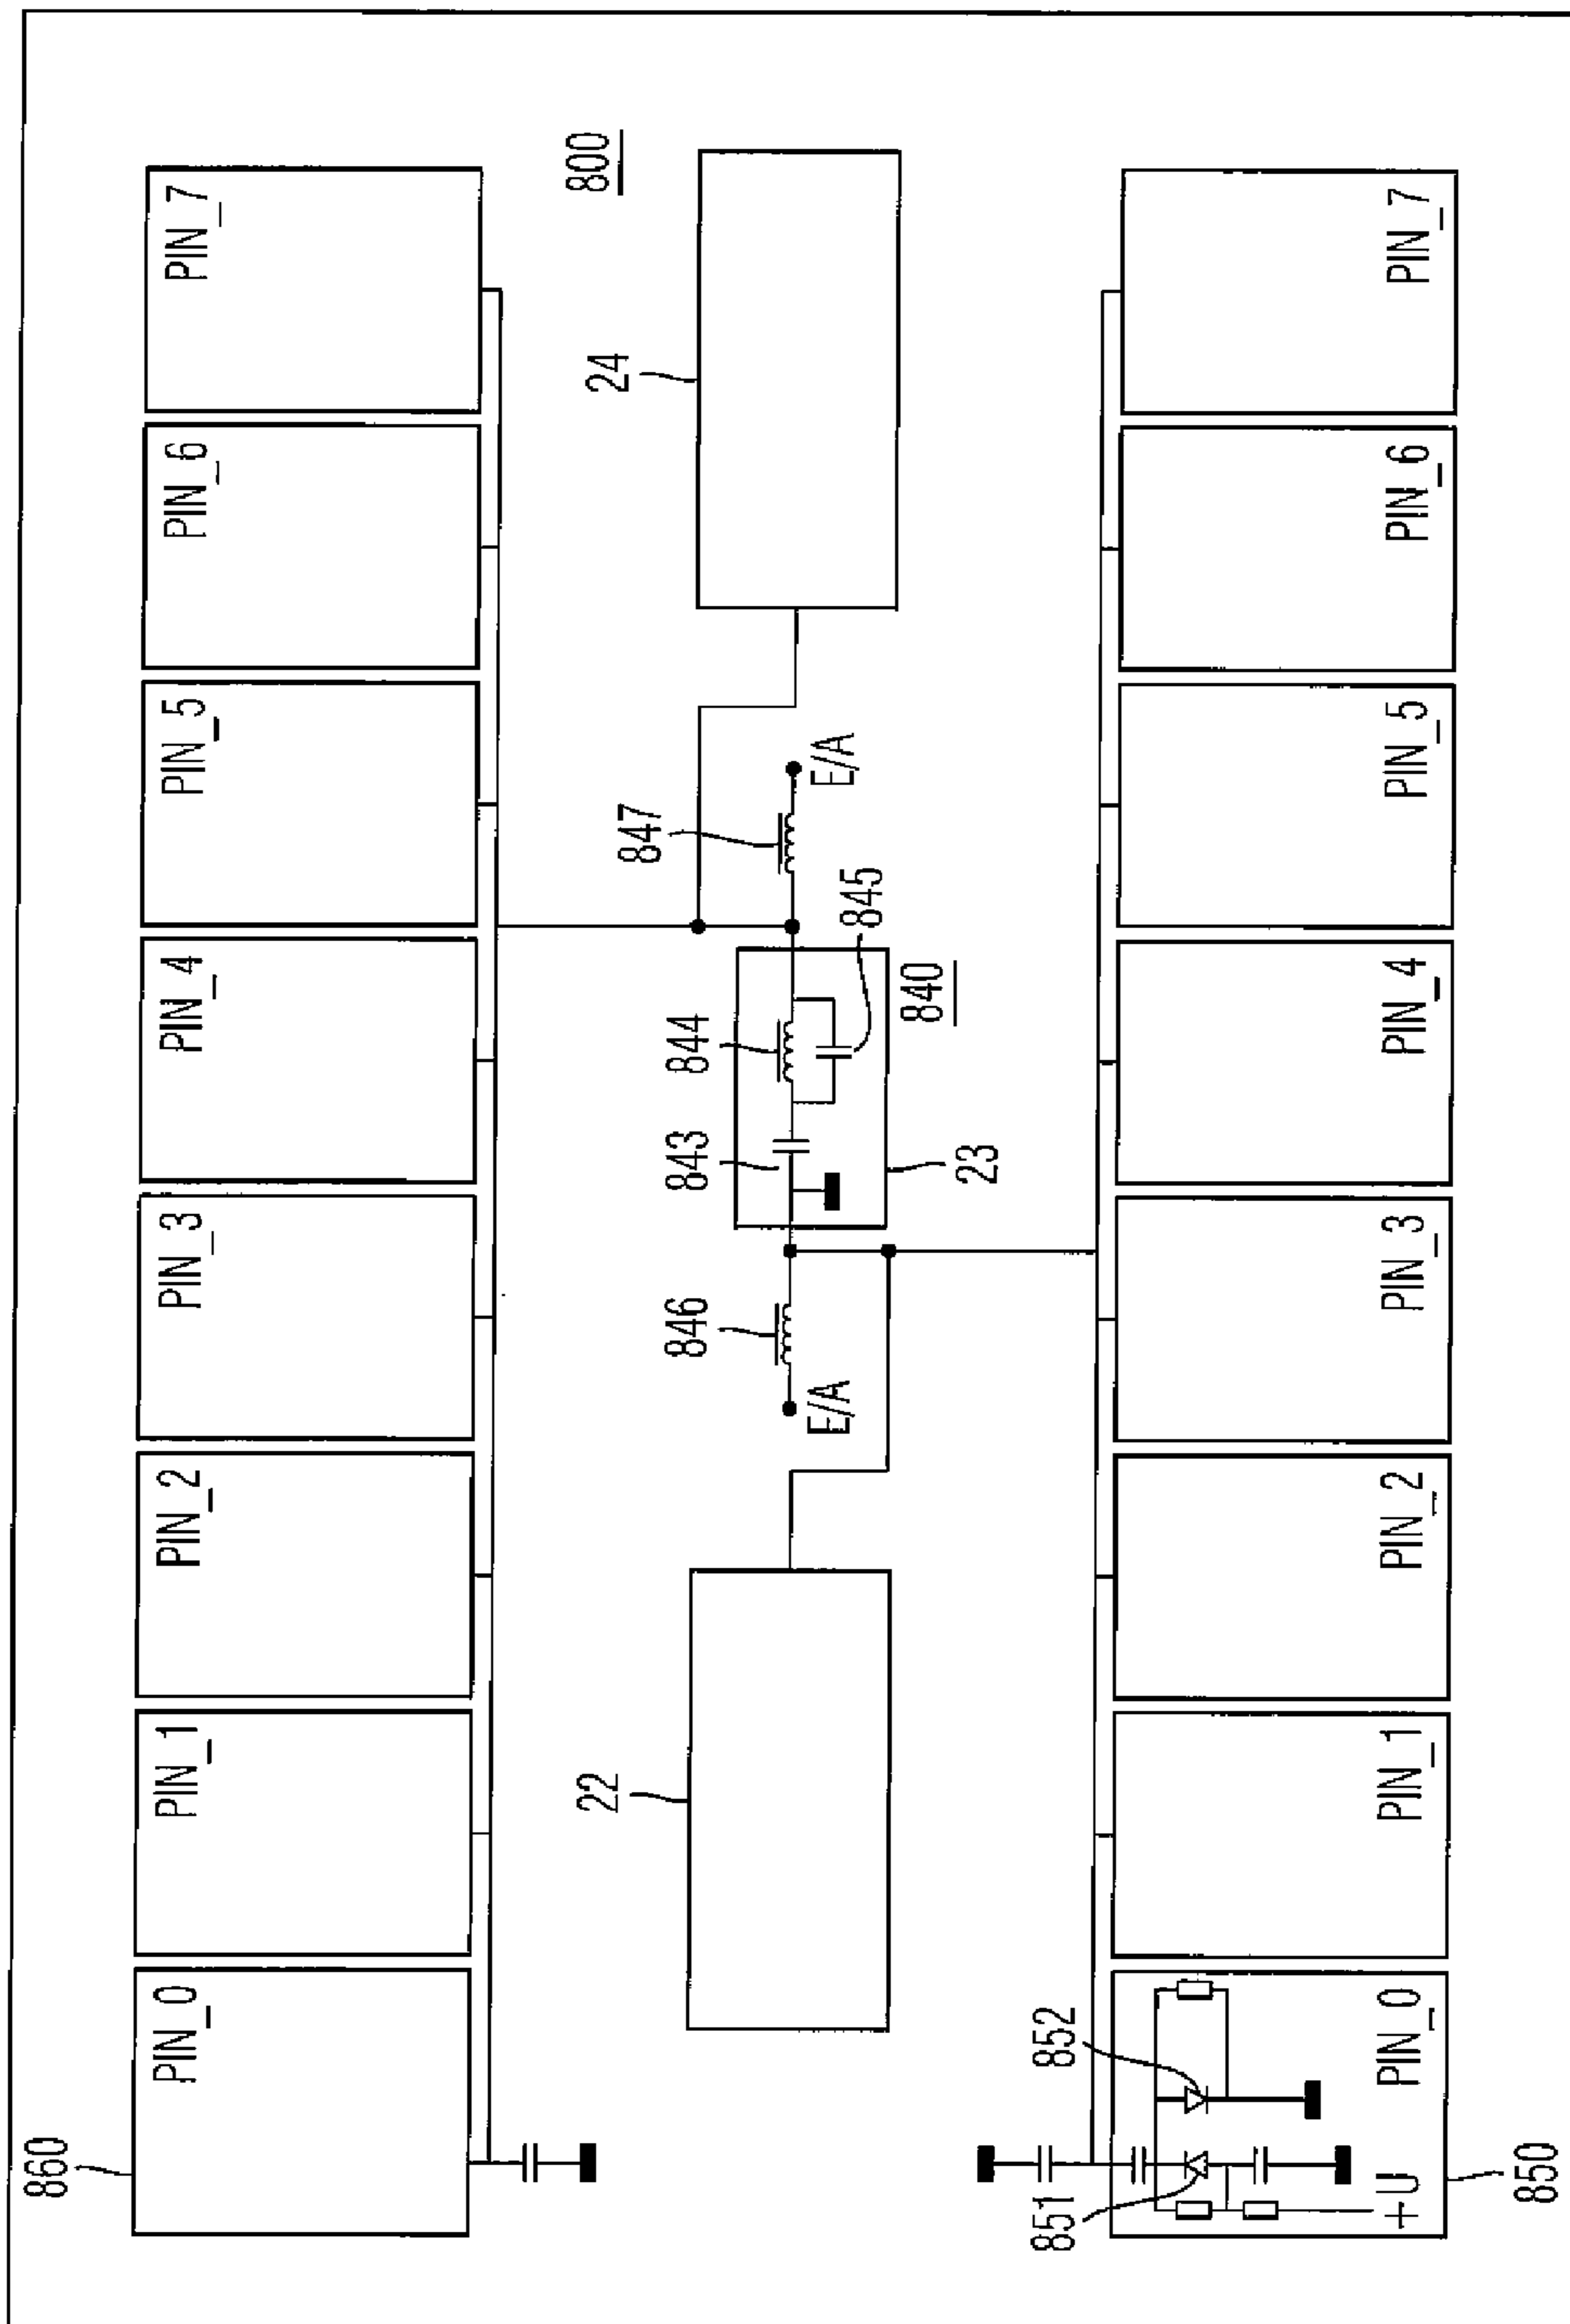 860
PIN_0
PIN_1
PIN_2
PIN_3
PIN_4
PIN_5
PIN_6
PIN_7
800
22
24
E/A
846
843
844
847
E/A
23
840
845
851
852
+U
850
PIN_0
PIN_1
PIN_2
PIN_3
PIN_4
PIN_5
PIN_6
PIN_7